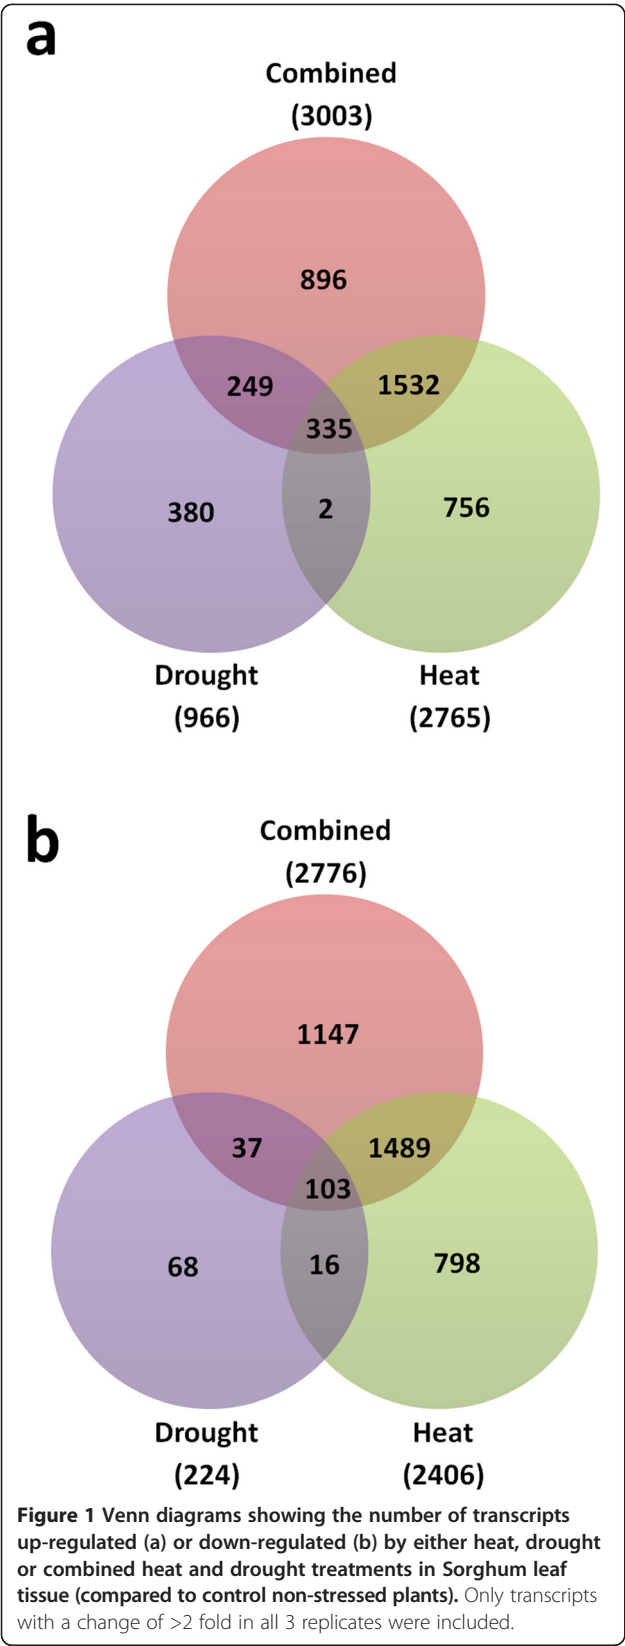 a
Combined
(3003)
896
249
1532
335
380
2
756
Drought
Heat
(966)
(2765)
b
Combined
(2776)
1147
37
1489
103
68
16
798
Drought
Heat
(224)
(2406)
Figure 1 Venn diagrams showing the number of transcripts
up-regulated (a) or down-regulated (b) by either heat, drought
or combined heat and drought treatments in Sorghum leaf
tissue (compared to control non-stressed plants). Only transcripts
with a change of >2 fold in all 3 replicates were included.